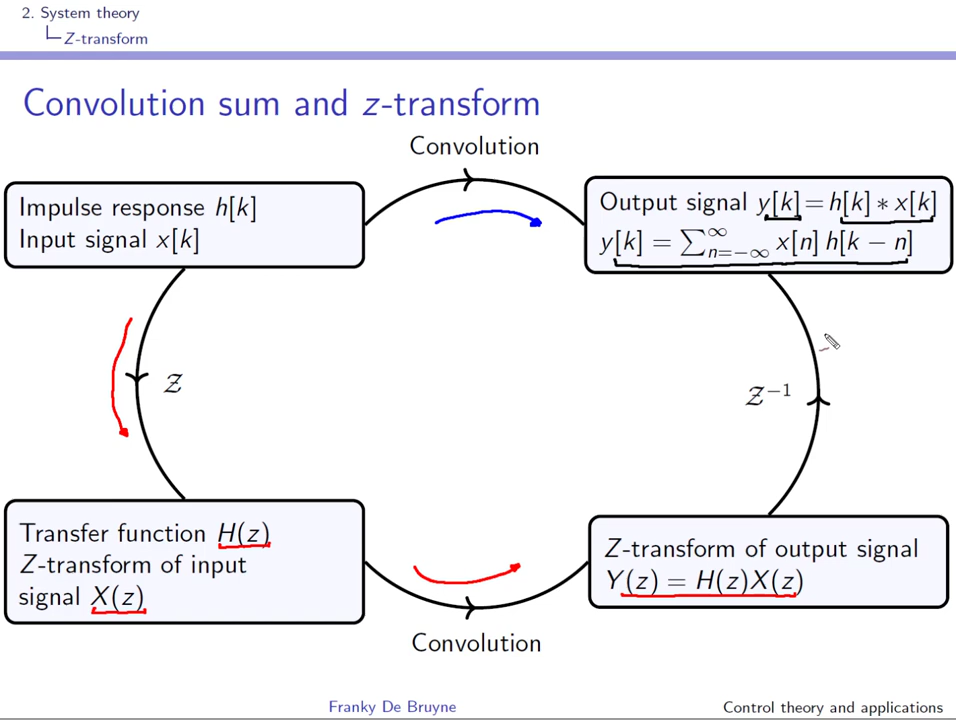 2. System theory
Z-transform
Convolution sum and z-transform
Convolution
Impulse response h[k]
Input signal x[k]
Output signal y[k] = h[k] ∗ x[k]
y[k] = ∑_{n=−∞}^{∞} x[n] h[k − n]
𝒵
𝒵⁻¹
Transfer function H(z)
Z-transform of input
signal X(z)
Z-transform of output signal
Y(z) = H(z)X(z)
Convolution
Franky De Bruyne
Control theory and applications